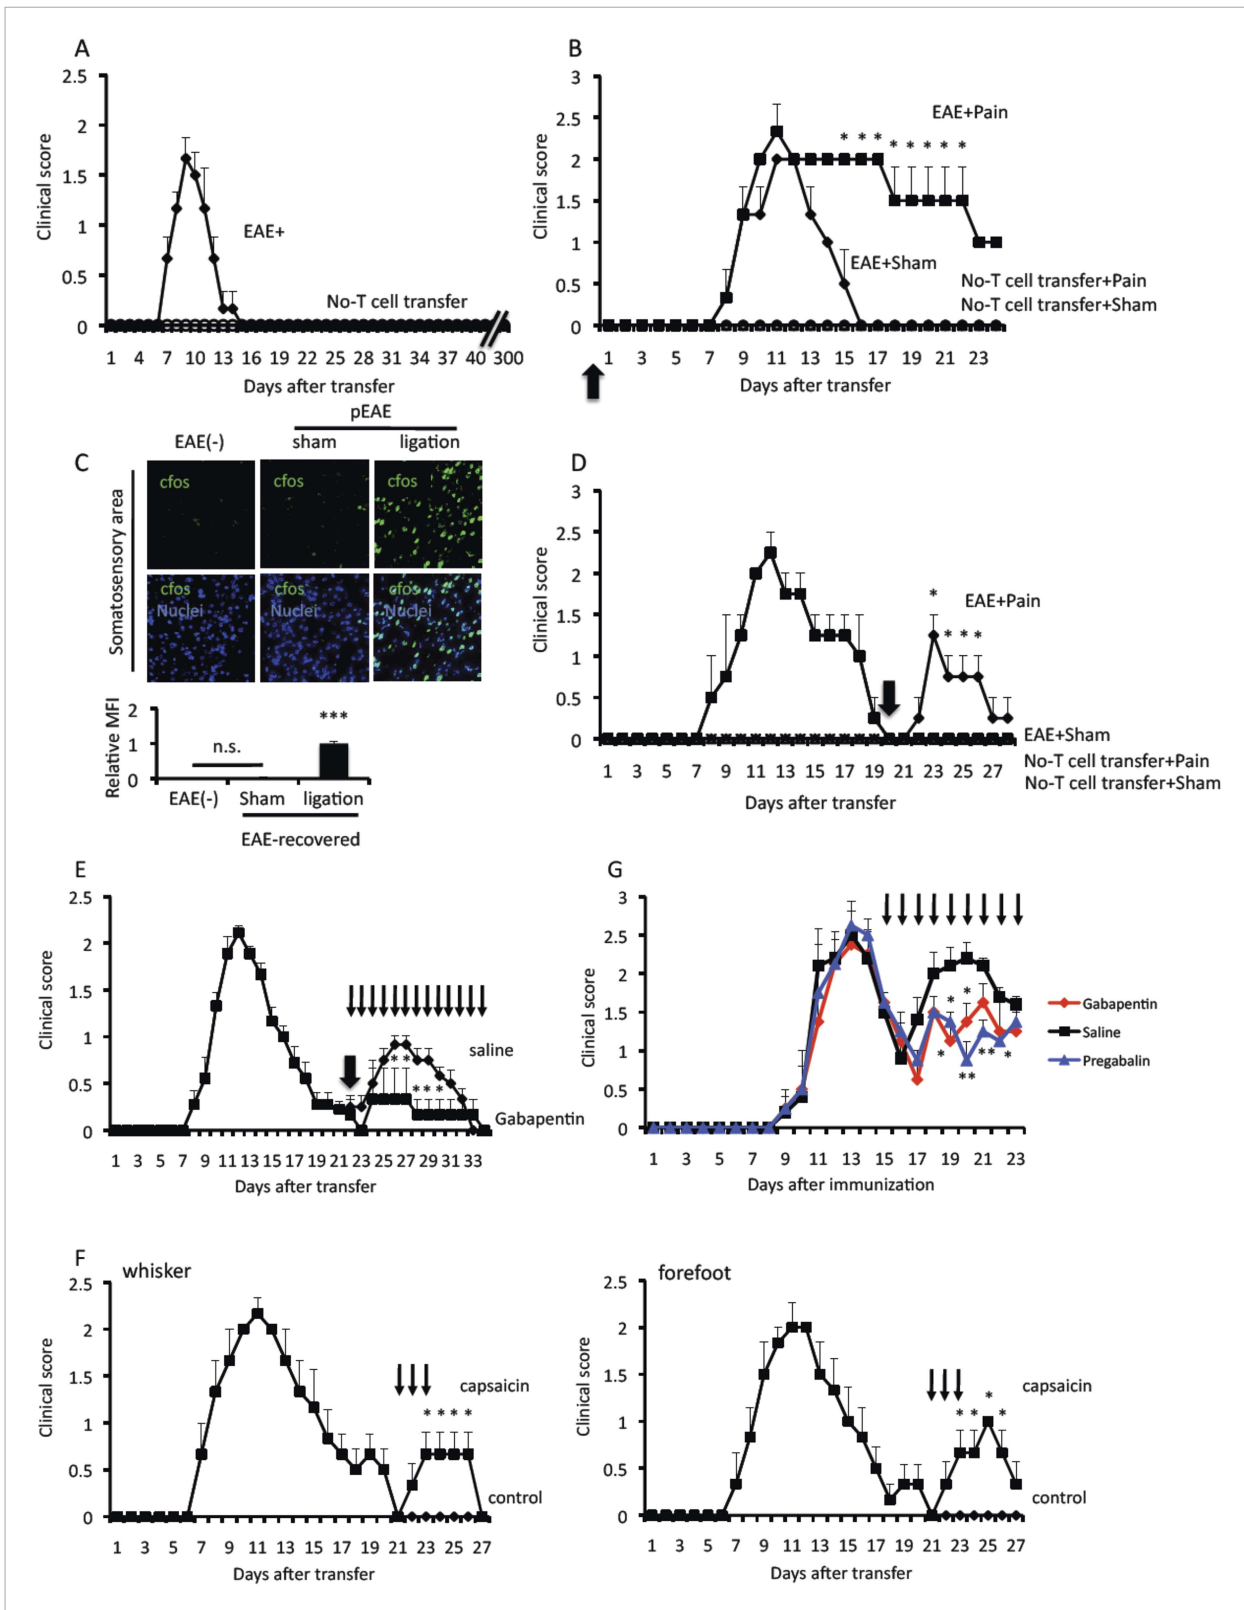 A
2.5
2
1.5
1
0.5
0
Clinical score
EAE+
No-T cell transfer
1 4 7 10 13 16 19 22 25 28 31 34 37 40 300
Days after transfer
B
3
2.5
2
1.5
1
0.5
0
Clinical score
EAE+Pain
* * * * * * * *
EAE+Sham
No-T cell transfer+Pain
No-T cell transfer+Sham
1 3 5 7 9 11 13 15 17 19 21 23
Days after transfer
C
pEAE
EAE(-) sham ligation
Somatosensory area
cfos cfos cfos
cfos cfos cfos
Nuclei Nuclei Nuclei
Relative MFI
2
1
0
n.s.
***
EAE(-) Sham ligation
EAE-recovered
D
3
2.5
2
1.5
1
0.5
0
Clinical score
EAE+Pain
* * * *
EAE+Sham
No-T cell transfer+Pain
No-T cell transfer+Sham
1 3 5 7 9 11 13 15 17 19 21 23 25 27
Days after transfer
E
2.5
2
1.5
1
0.5
0
Clinical score
saline
* *
* * *
Gabapentin
1 3 5 7 9 11 13 15 17 19 21 23 25 27 29 31 33
Days after transfer
G
3
2.5
2
1.5
1
0.5
0
Clinical score
Gabapentin
Saline
Pregabalin
* *
* ** *
**
1 3 5 7 9 11 13 15 17 19 21 23
Days after immunization
F
whisker
2.5
2
1.5
1
0.5
0
Clinical score
capsaicin
* * * *
control
1 3 5 7 9 11 13 15 17 19 21 23 25 27
Days after transfer
forefoot
2.5
2
1.5
1
0.5
0
Clinical score
capsaicin
* * * *
control
1 3 5 7 9 11 13 15 17 19 21 23 25 27
Days after transfer